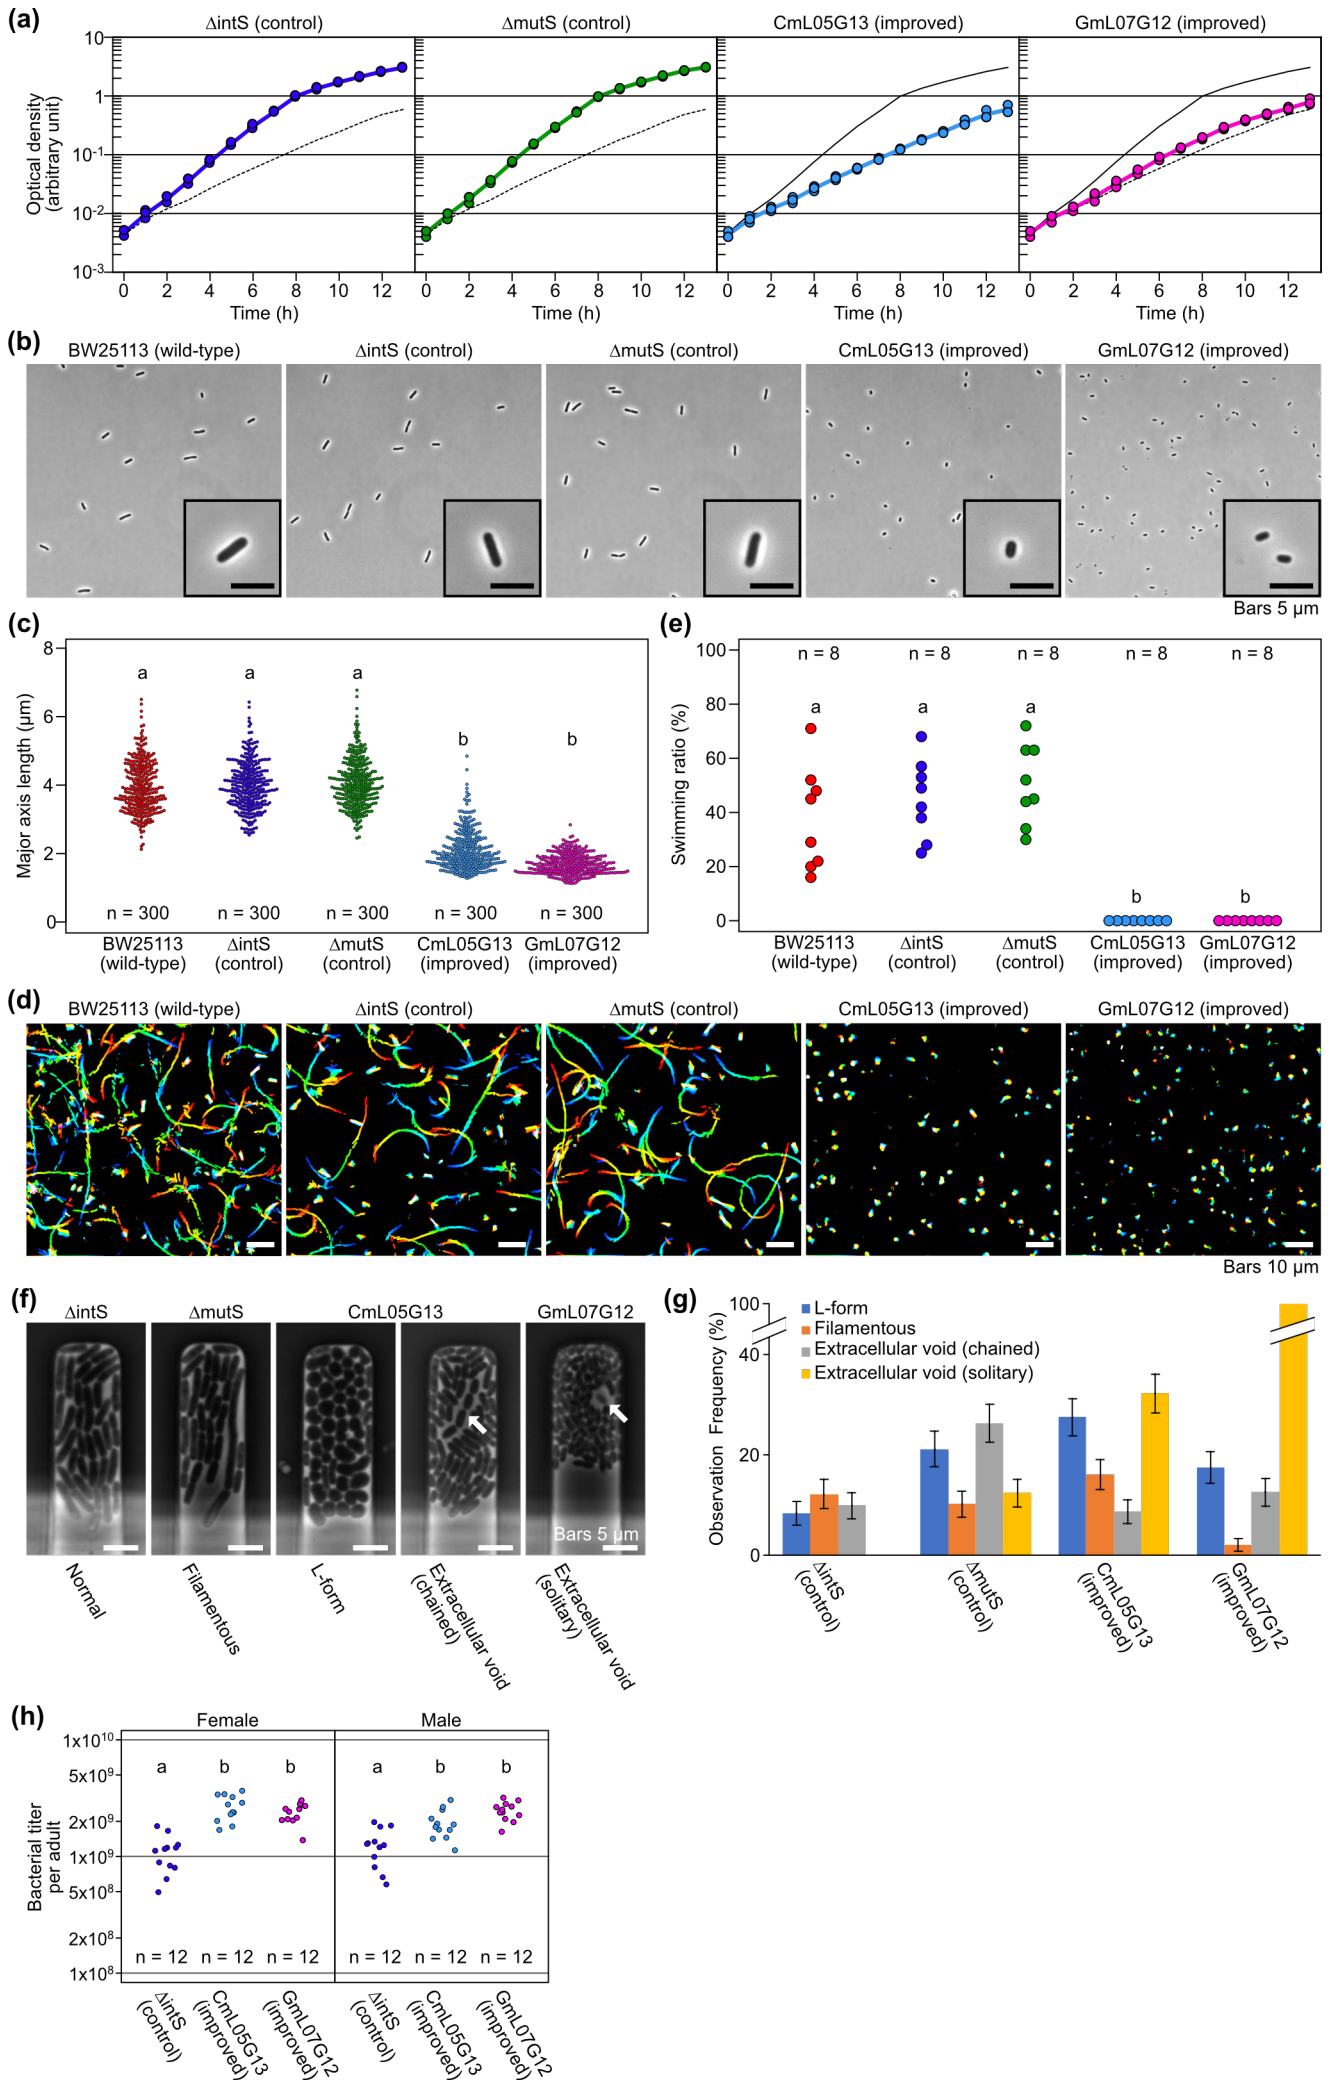 (a)
ΔintS (control)
ΔmutS (control)
CmL05G13 (improved)
GmL07G12 (improved)
Optical density
(arbitrary unit)
10
1
10-1
10-2
10-3
0 2 4 6 8 10 12
0 2 4 6 8 10 12
0 2 4 6 8 10 12
0 2 4 6 8 10 12
Time (h)
Time (h)
Time (h)
Time (h)
(b)
BW25113 (wild-type)
ΔintS (control)
ΔmutS (control)
CmL05G13 (improved)
GmL07G12 (improved)
Bars 5 µm
(c)
Major axis length (µm)
8
6
4
2
0
a
a
a
b
b
n = 300
n = 300
n = 300
n = 300
n = 300
BW25113
(wild-type)
ΔintS
(control)
ΔmutS
(control)
CmL05G13
(improved)
GmL07G12
(improved)
(e)
Swimming ratio (%)
100
80
60
40
20
0
n = 8
n = 8
n = 8
n = 8
n = 8
a
a
a
b
b
BW25113
(wild-type)
ΔintS
(control)
ΔmutS
(control)
CmL05G13
(improved)
GmL07G12
(improved)
(d)
BW25113 (wild-type)
ΔintS (control)
ΔmutS (control)
CmL05G13 (improved)
GmL07G12 (improved)
Bars 10 µm
(f)
ΔintS
ΔmutS
CmL05G13
GmL07G12
Bars 5 µm
Normal
Filamentous
L-form
Extracellular void
(chained)
Extracellular void
(solitary)
(g)
Observation Frequency (%)
100
40
20
0
L-form
Filamentous
Extracellular void (chained)
Extracellular void (solitary)
ΔintS
(control)
ΔmutS
(control)
CmL05G13
(improved)
GmL07G12
(improved)
(h)
Female
Male
Bacterial titer
per adult
1x10¹⁰
5x10⁹
2x10⁹
1x10⁹
5x10⁸
2x10⁸
1x10⁸
a
b
b
a
b
b
n = 12
n = 12
n = 12
n = 12
n = 12
n = 12
ΔintS
(control)
CmL05G13
(improved)
GmL07G12
(improved)
ΔintS
(control)
CmL05G13
(improved)
GmL07G12
(improved)